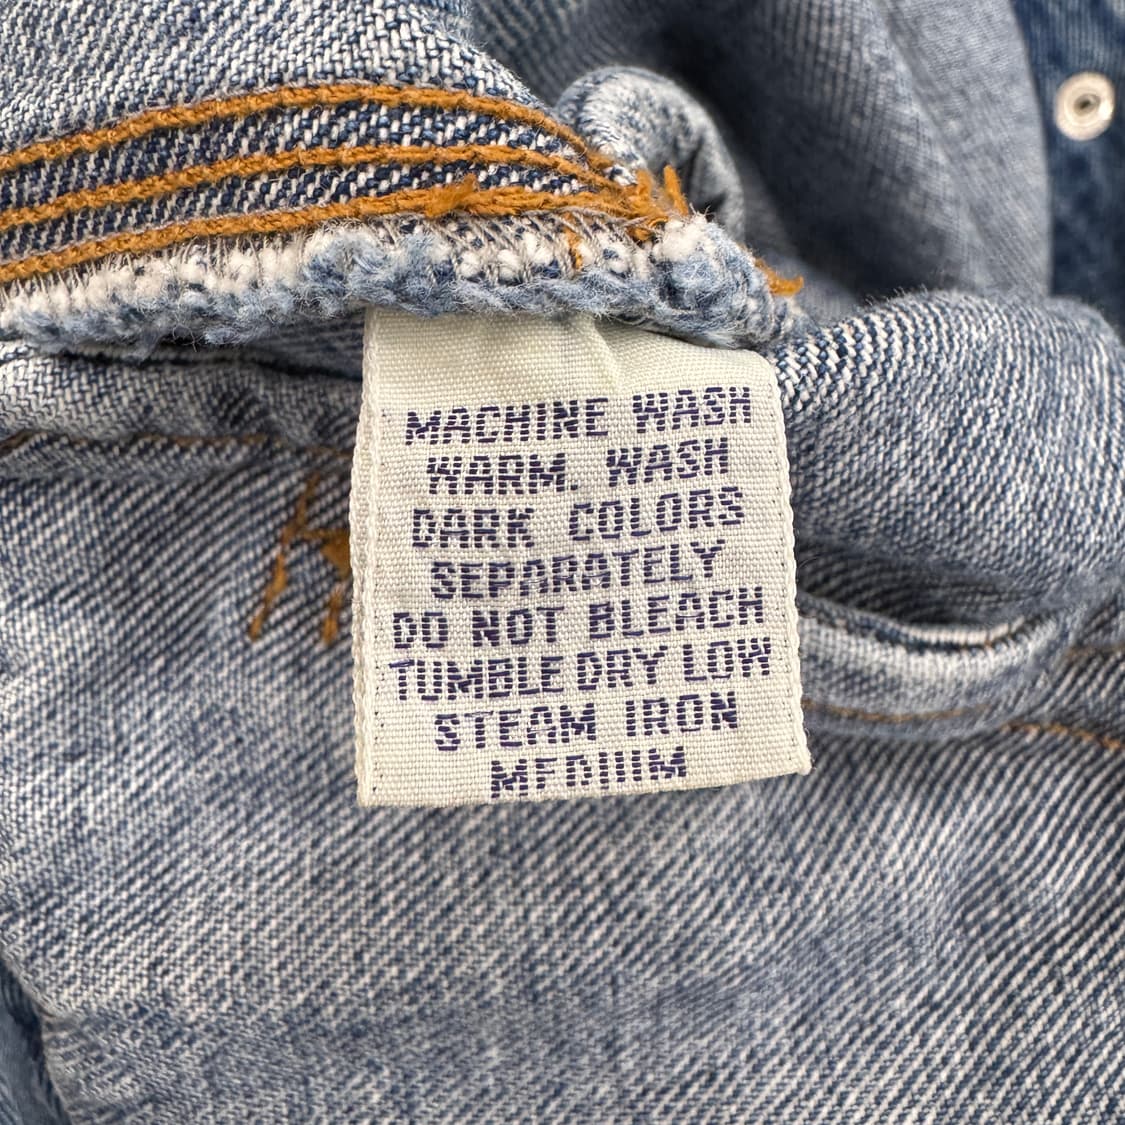 MACHINE WASH
WARM. WASH
DARK COLORS
SEPARATELY
DO NOT BLEACH
TUMBLE DRY LOW
STEAM IRON
MEDIUM